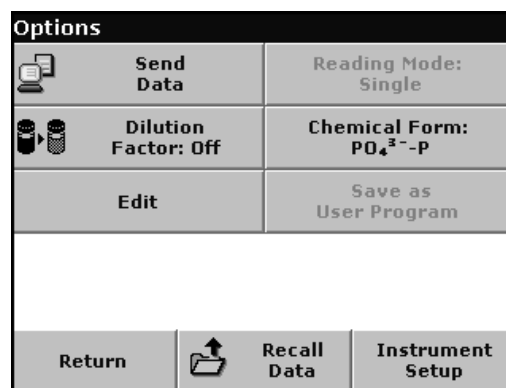 Options
Send
Data
Reading Mode:
Single
Dilution
Factor: Off
Chemical Form:
PO₄³⁻-P
Edit
Save as
User Program
Return
Recall
Data
Instrument
Setup